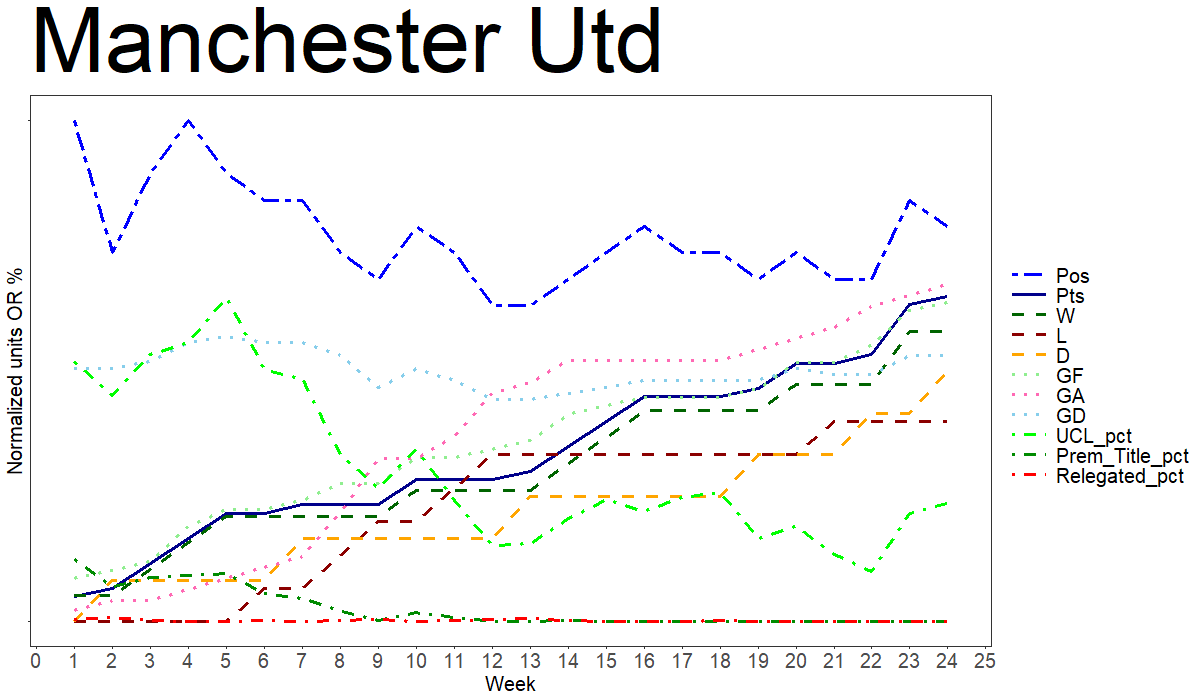 Manchester Utd
Normalized units OR %
Pos
Pts
W
L
D
GF
GA
GD
UCL_pct
Prem_Title_pct
Relegated_pct
0 1 2 3 4 5 6 7 8 9 10 11 12 13 14 15 16 17 18 19 20 21 22 23 24 25
Week